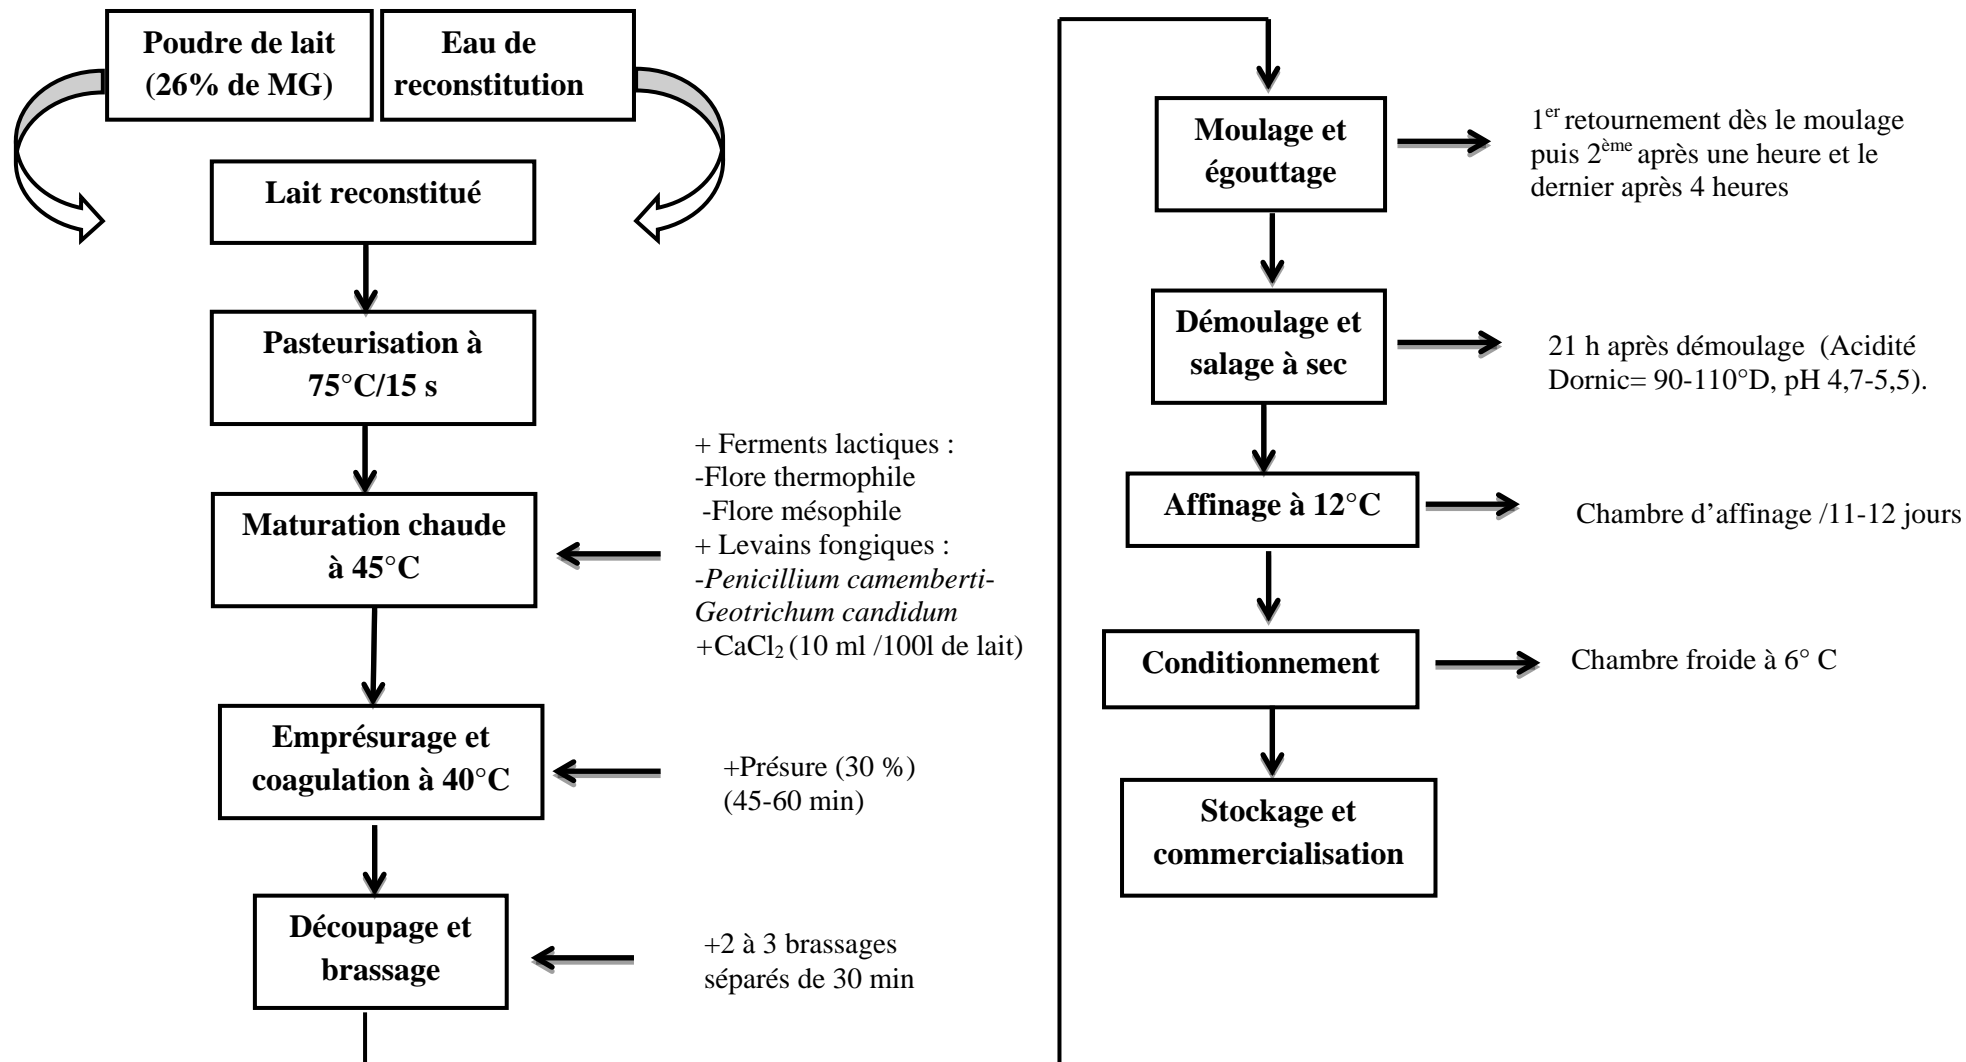 Poudre de lait
(26% de MG)
Eau de
reconstitution
Lait reconstitué
Pasteurisation à
75°C/15 s
Maturation chaude
à 45°C
+ Ferments lactiques :
-Flore thermophile
-Flore mésophile
+ Levains fongiques :
-Penicillium camemberti-
Geotrichum candidum
+CaCl₂ (10 ml /100l de lait)
Emprésurage et
coagulation à 40°C
+Présure (30 %)
(45-60 min)
Découpage et
brassage
+2 à 3 brassages
séparés de 30 min
Moulage et
égouttage
1er retournement dès le moulage
puis 2ème après une heure et le
dernier après 4 heures
Démoulage et
salage à sec
21 h après démoulage (Acidité
Dornic= 90-110°D, pH 4,7-5,5).
Affinage à 12°C
Chambre d’affinage /11-12 jours
Conditionnement
Chambre froide à 6° C
Stockage et
commercialisation